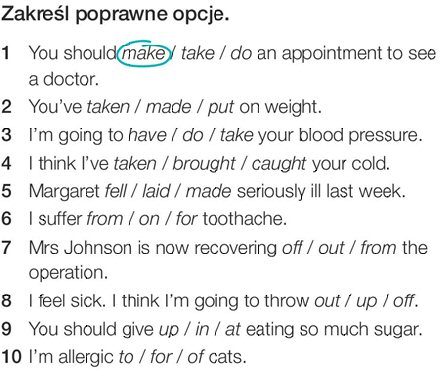 Zakreśl poprawne opcje.
1 You should make / take / do an appointment to see
a doctor.
2 You've taken / made / put on weight.
3 I'm going to have / do / take your blood pressure.
4 I think I've taken / brought / caught your cold.
5 Margaret fell / laid / made seriously ill last week.
6 I suffer from / on / for toothache.
7 Mrs Johnson is now recovering off / out / from the
operation.
8 I feel sick. I think I'm going to throw out / up / off.
9 You should give up / in / at eating so much sugar.
10 I'm allergic to / for / of cats.